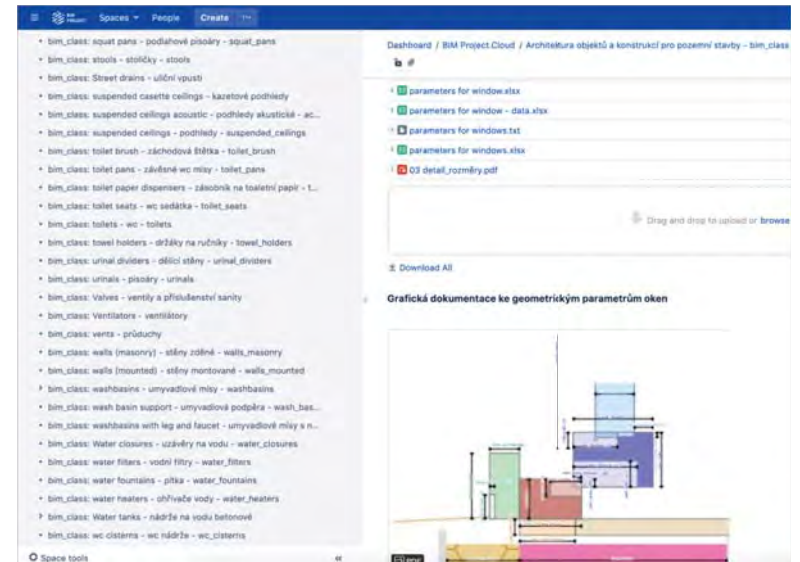 BIM PROJECT Spaces People Create
bim_class: squat pans - podlahové pisoáry - squat_pans
bim_class: stools - stoličky - stools
bim_class: Street drains - uliční vpusti
bim_class: suspended casette ceilings - kazetové podhledy
bim_class: suspended ceilings acoustic - podhledy akustické - ac...
bim_class: suspended ceilings - podhledy - suspended_ceilings
bim_class: toilet brush - záchodová štětka - toilet_brush
bim_class: toilet pans - závěsné wc mísy - toilet_pans
bim_class: toilet paper dispensers - zásobník na toaletní papír - t...
bim_class: toilet seats - wc sedátka - toilet_seats
bim_class: toilets - wc - toilets
bim_class: towel holders - držáky na ručníky - towel_holders
bim_class: urinal dividers - dělící stěny - urinal_dividers
bim_class: urinals - pisoáry - urinals
bim_class: Valves - ventily a příslušenství sanity
bim_class: Ventilators - ventilátory
bim_class: vents - průduchy
bim_class: walls (masonry) - stěny zděné - walls_masonry
bim_class: walls (mounted) - stěny montované - walls_mounted
bim_class: washbasins - umyvadlové mísy - washbasins
bim_class: wash basin support - umyvadlová podpěra - wash_bas...
bim_class: washbasins with leg and faucet - umyvadlové mísy s n...
bim_class: Water closures - uzávěry na vodu - water_closures
bim_class: water filters - vodní filtry - water_filters
bim_class: water fountains - pítka - water_fountains
bim_class: water heaters - ohřívače vody - water_heaters
bim_class: Water tanks - nádrže na vodu betonové
bim_class: wc cisterns - wc nádrže - wc_cisterns
Space tools
Dashboard / BIM Project.Cloud / Architektura objektů a konstrukcí pro pozemní stavby - bim_class
parameters for window.xlsx
parameters for window - data.xlsx
parameters for windows.txt
parameters for windows.xlsx
03 detail_rozměry.pdf
Drag and drop to upload or browse
Download All
Grafická dokumentace ke geometrickým parametrům oken